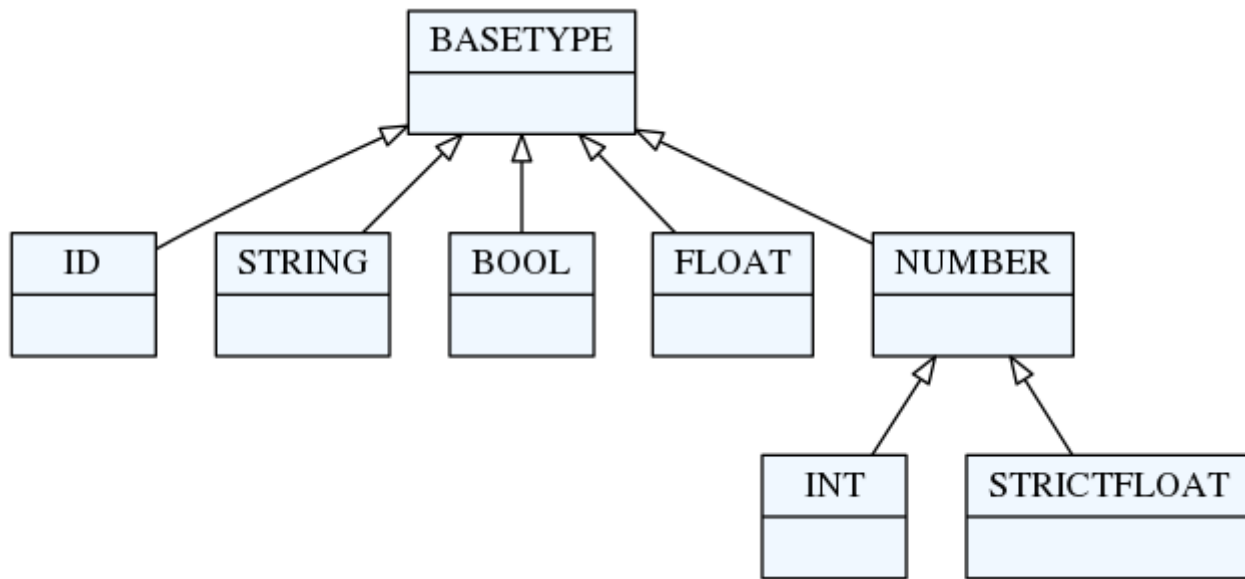 BASETYPE
ID
STRING
BOOL
FLOAT
NUMBER
INT
STRICTFLOAT